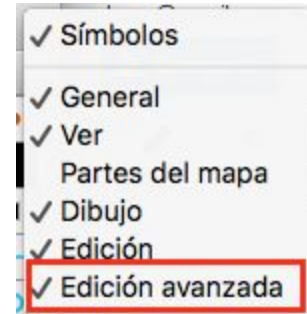 ✓ Símbolos
✓ General
✓ Ver
Partes del mapa
✓ Dibujo
✓ Edición
✓ Edición avanzada